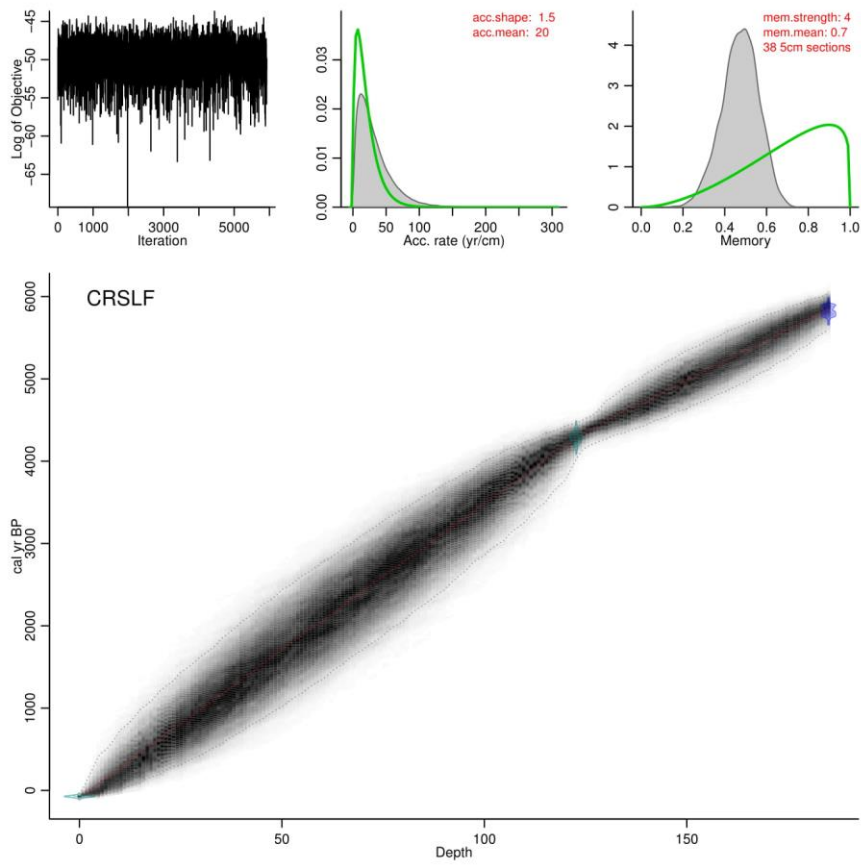 Log of Objective
−45
−50
−55
−60
−65
0 1000 3000 5000
Iteration
acc.shape: 1.5
acc.mean: 20
0.00 0.01 0.02 0.03
0 50 100 200 300
Acc. rate (yr/cm)
mem.strength: 4
mem.mean: 0.7
38 5cm sections
0 1 2 3 4
0.0 0.2 0.4 0.6 0.8 1.0
Memory
CRSLF
cal yr BP
0 1000 2000 3000 4000 5000 6000
0 50 100 150
Depth